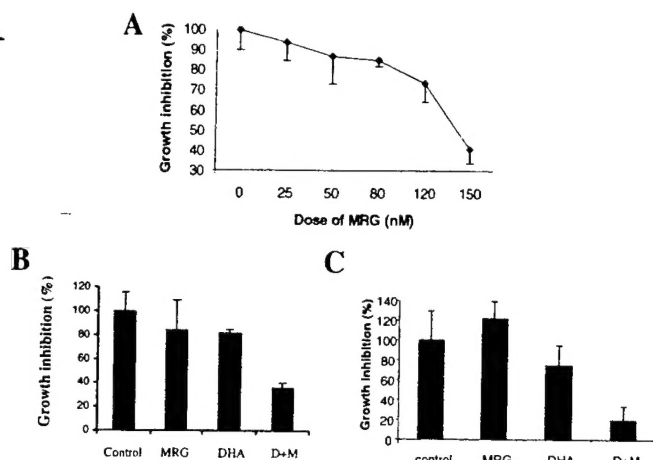 A
Growth inhibition (%)
100
90
80
70
60
50
40
30
0 25 50 80 120 150
Dose of MRG (nM)
B
Growth inhibition (%)
120
100
80
60
40
20
0
Control MRG DHA D+M
C
Growth inhibition (%)
140
120
100
80
60
40
20
0
control MRG DHA D+M